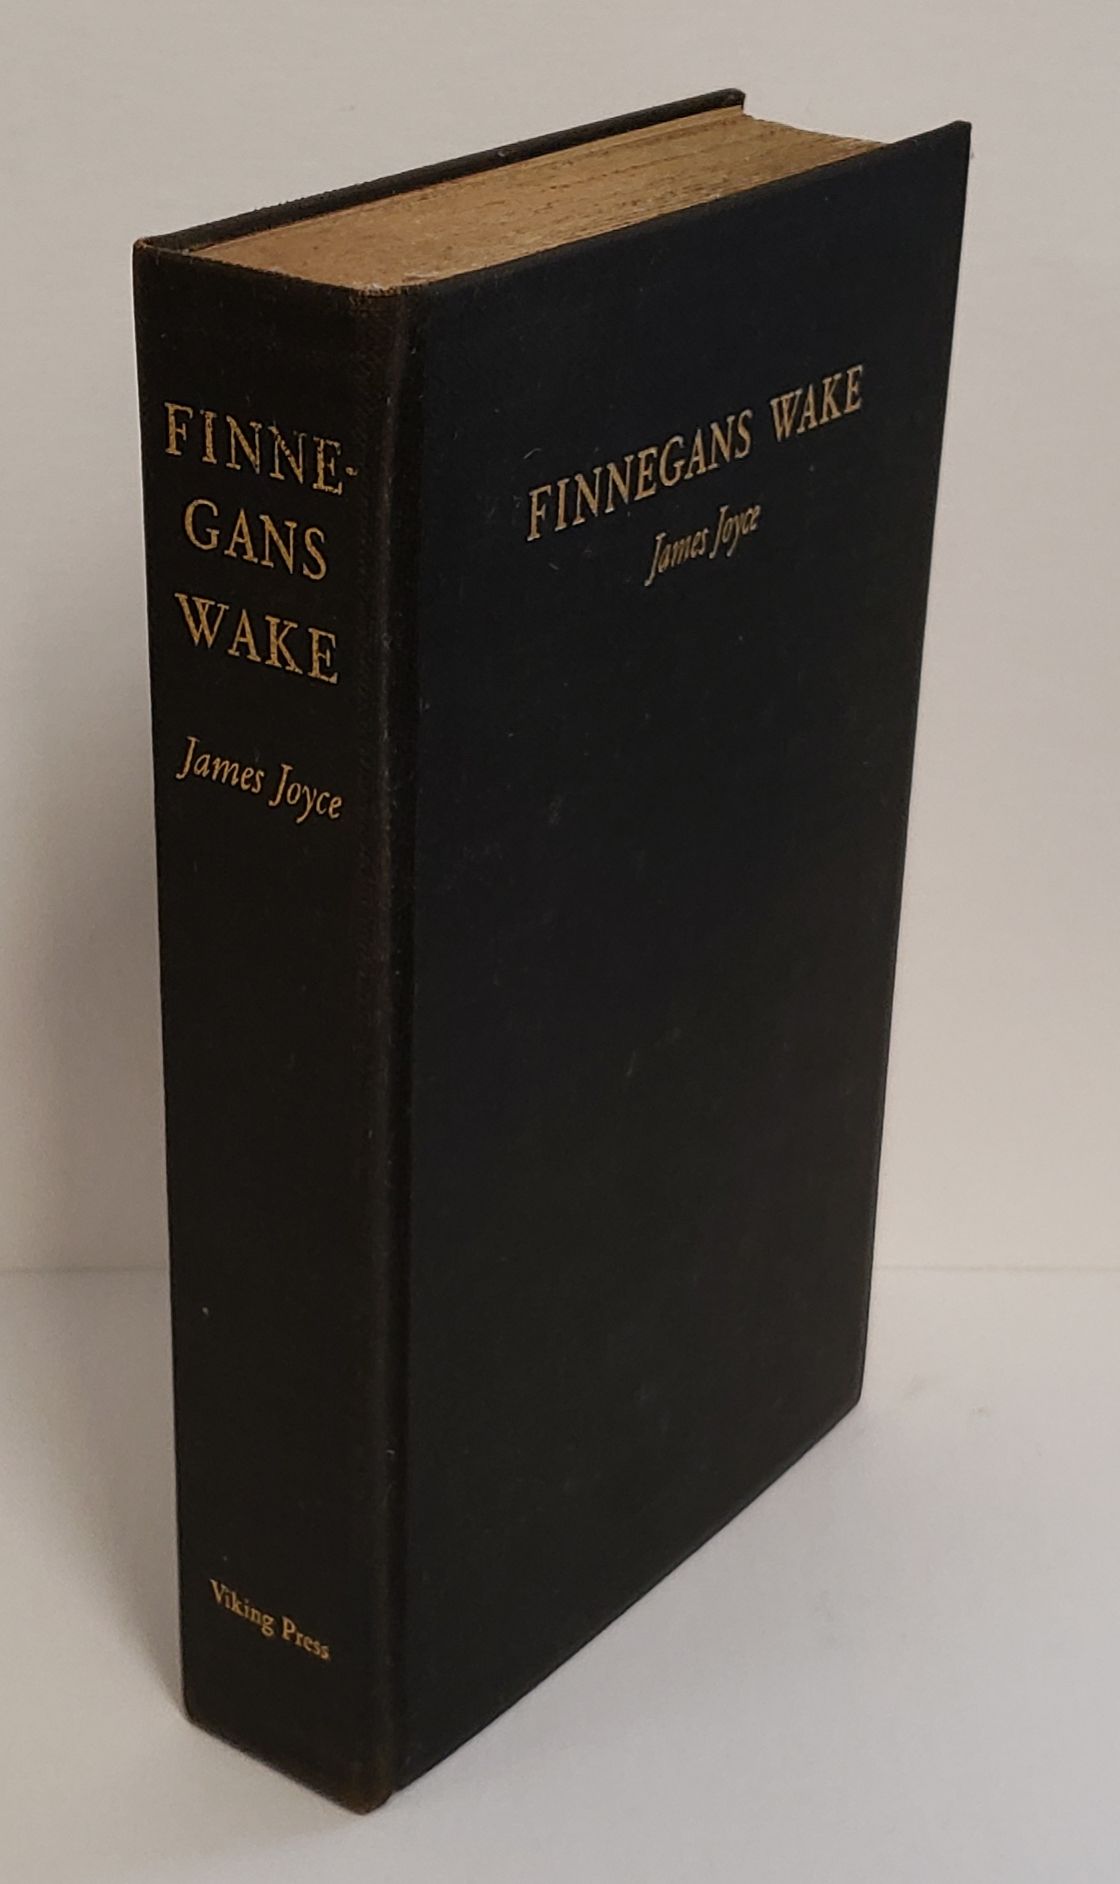 FINNE-
GANS
WAKE
James Joyce
Viking Press
FINNEGANS WAKE
James Joyce